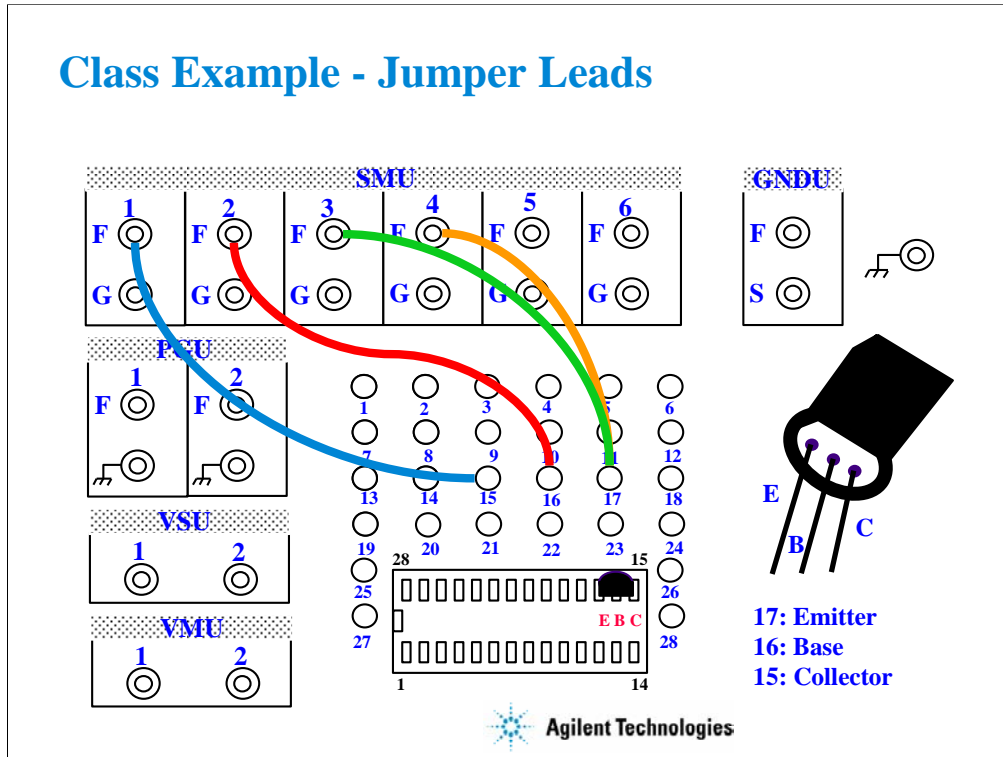 Class Example - Jumper Leads
SMU
GNDU
1 2 3 4 5 6
F F F F F F F
G G G G G G S
PGU
1 2
F F
1 2 3 4 5 6
7 8 9 10 11 12
13 14 15 16 17 18
VSU
1 2
19 20 21 22 23 24
28 15
25 26
E B C
27 28
VMU
1 2
1 14
E
B
C
17: Emitter
16: Base
15: Collector
Agilent Technologies